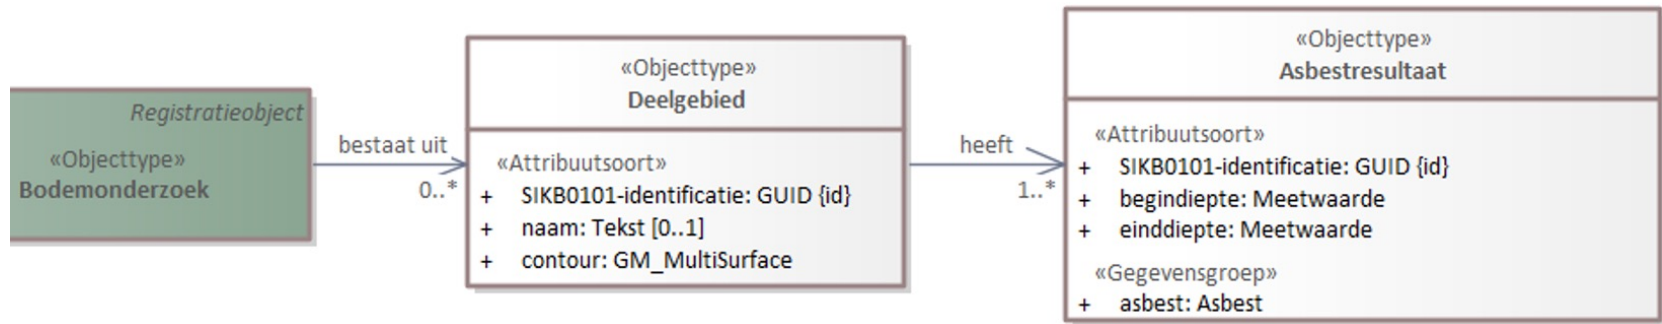 Registratieobject
«Objecttype»
Bodemonderzoek
bestaat uit
0..*
«Objecttype»
Deelgebied
«Attribuutsoort»
+ SIKB0101-identificatie: GUID {id}
+ naam: Tekst [0..1]
+ contour: GM_MultiSurface
heeft
1..*
«Objecttype»
Asbestresultaat
«Attribuutsoort»
+ SIKB0101-identificatie: GUID {id}
+ begindiepte: Meetwaarde
+ einddiepte: Meetwaarde
«Gegevensgroep»
+ asbest: Asbest